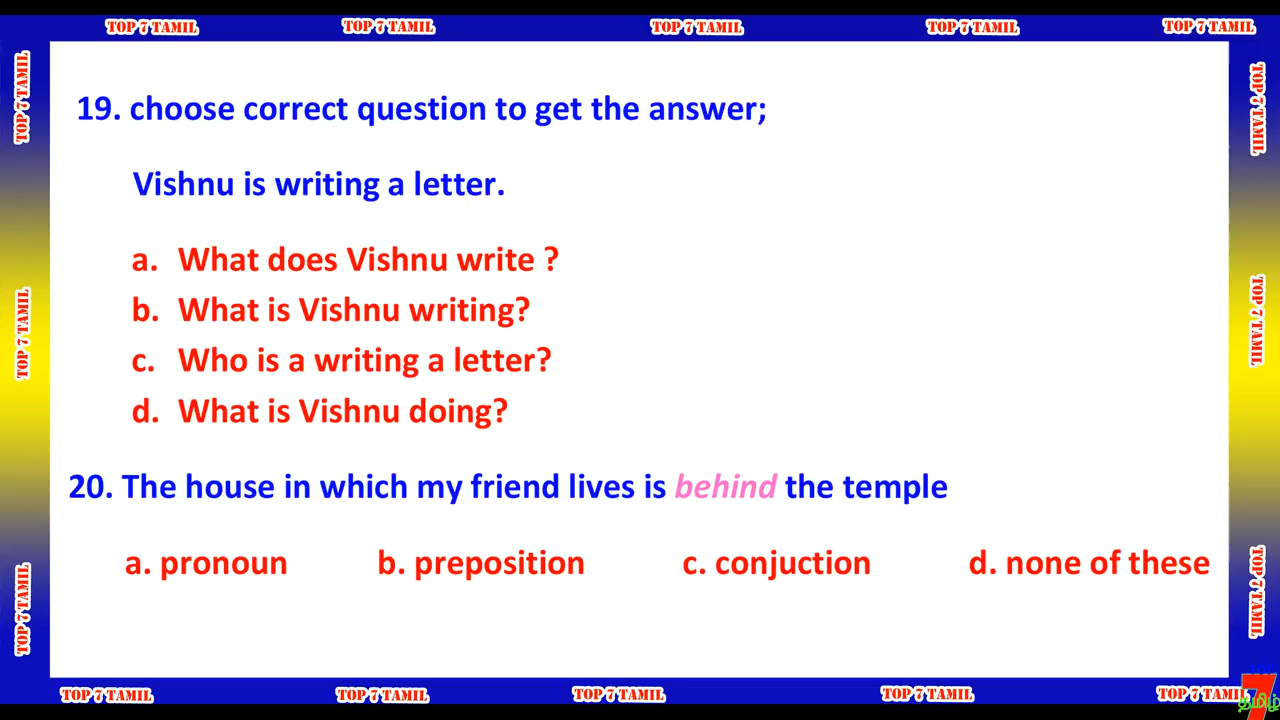 TOP 7 TAMIL TOP 7 TAMIL TOP 7 TAMIL TOP 7 TAMIL TOP 7 TAMIL
TOP 7 TAMIL
TOP 7 TAMIL
19. choose correct question to get the answer;
Vishnu is writing a letter.
a. What does Vishnu write ?
b. What is Vishnu writing?
c. Who is a writing a letter?
d. What is Vishnu doing?
TOP 7 TAMIL
TOP 7 TAMIL
20. The house in which my friend lives is behind the temple
a. pronoun b. preposition c. conjuction d. none of these
TOP 7 TAMIL
TOP 7 TAMIL
TOP 7 TAMIL TOP 7 TAMIL TOP 7 TAMIL TOP 7 TAMIL TOP 7 TAMIL
TOP
7
தமிழ்